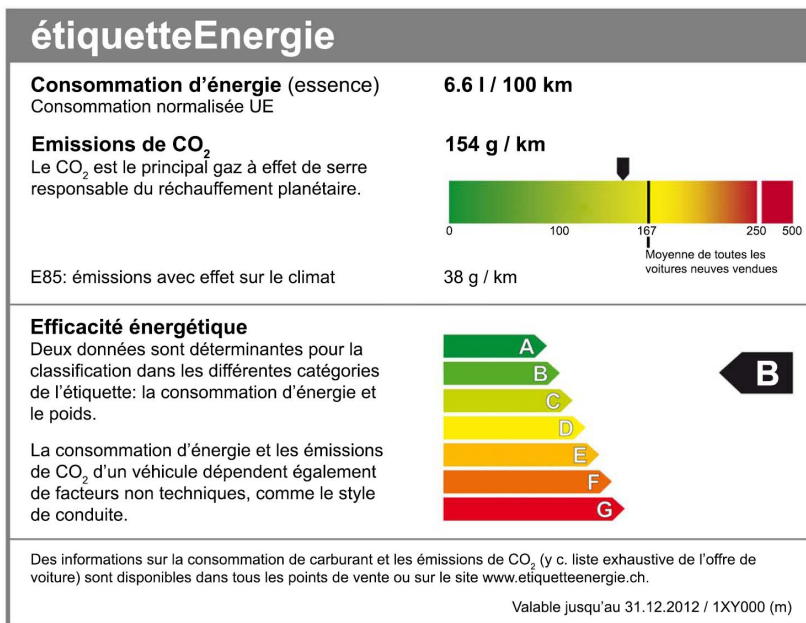 étiquetteEnergie
Consommation d’énergie (essence) 6.6 l / 100 km
Consommation normalisée UE
Emissions de CO₂ 154 g / km
Le CO₂ est le principal gaz à effet de serre
responsable du réchauffement planétaire.
0 100 167 250 500
Moyenne de toutes les
voitures neuves vendues
E85: émissions avec effet sur le climat 38 g / km
Efficacité énergétique
Deux données sont déterminantes pour la
classification dans les différentes catégories
de l’étiquette: la consommation d’énergie et
le poids.
La consommation d’énergie et les émissions
de CO₂ d’un véhicule dépendent également
de facteurs non techniques, comme le style
de conduite.
A
B
C
D
E
F
G
B
Des informations sur la consommation de carburant et les émissions de CO₂ (y c. liste exhaustive de l’offre de
voiture) sont disponibles dans tous les points de vente ou sur le site www.etiquetteenergie.ch.
Valable jusqu’au 31.12.2012 / 1XY000 (m)